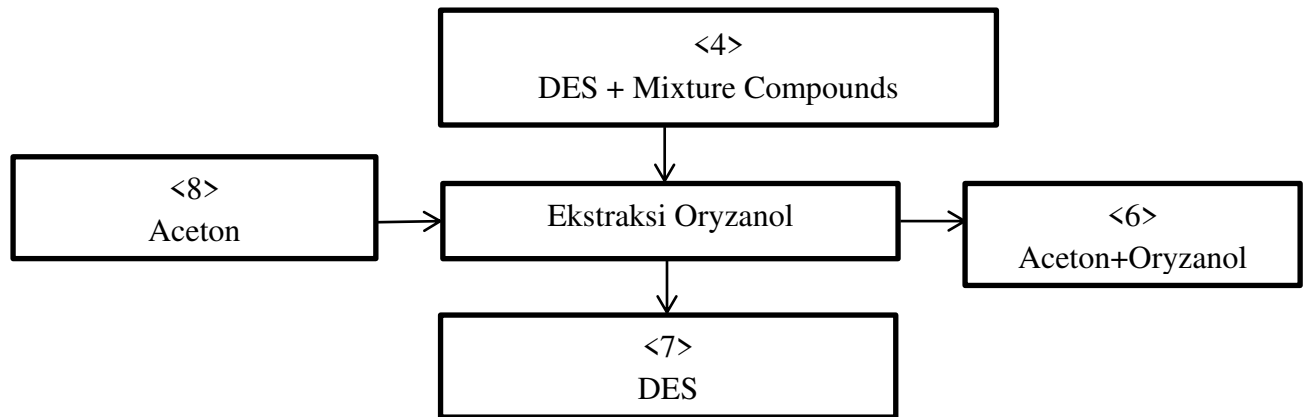 <4>
DES + Mixture Compounds
<8>
Aceton
Ekstraksi Oryzanol
<6>
Aceton+Oryzanol
<7>
DES